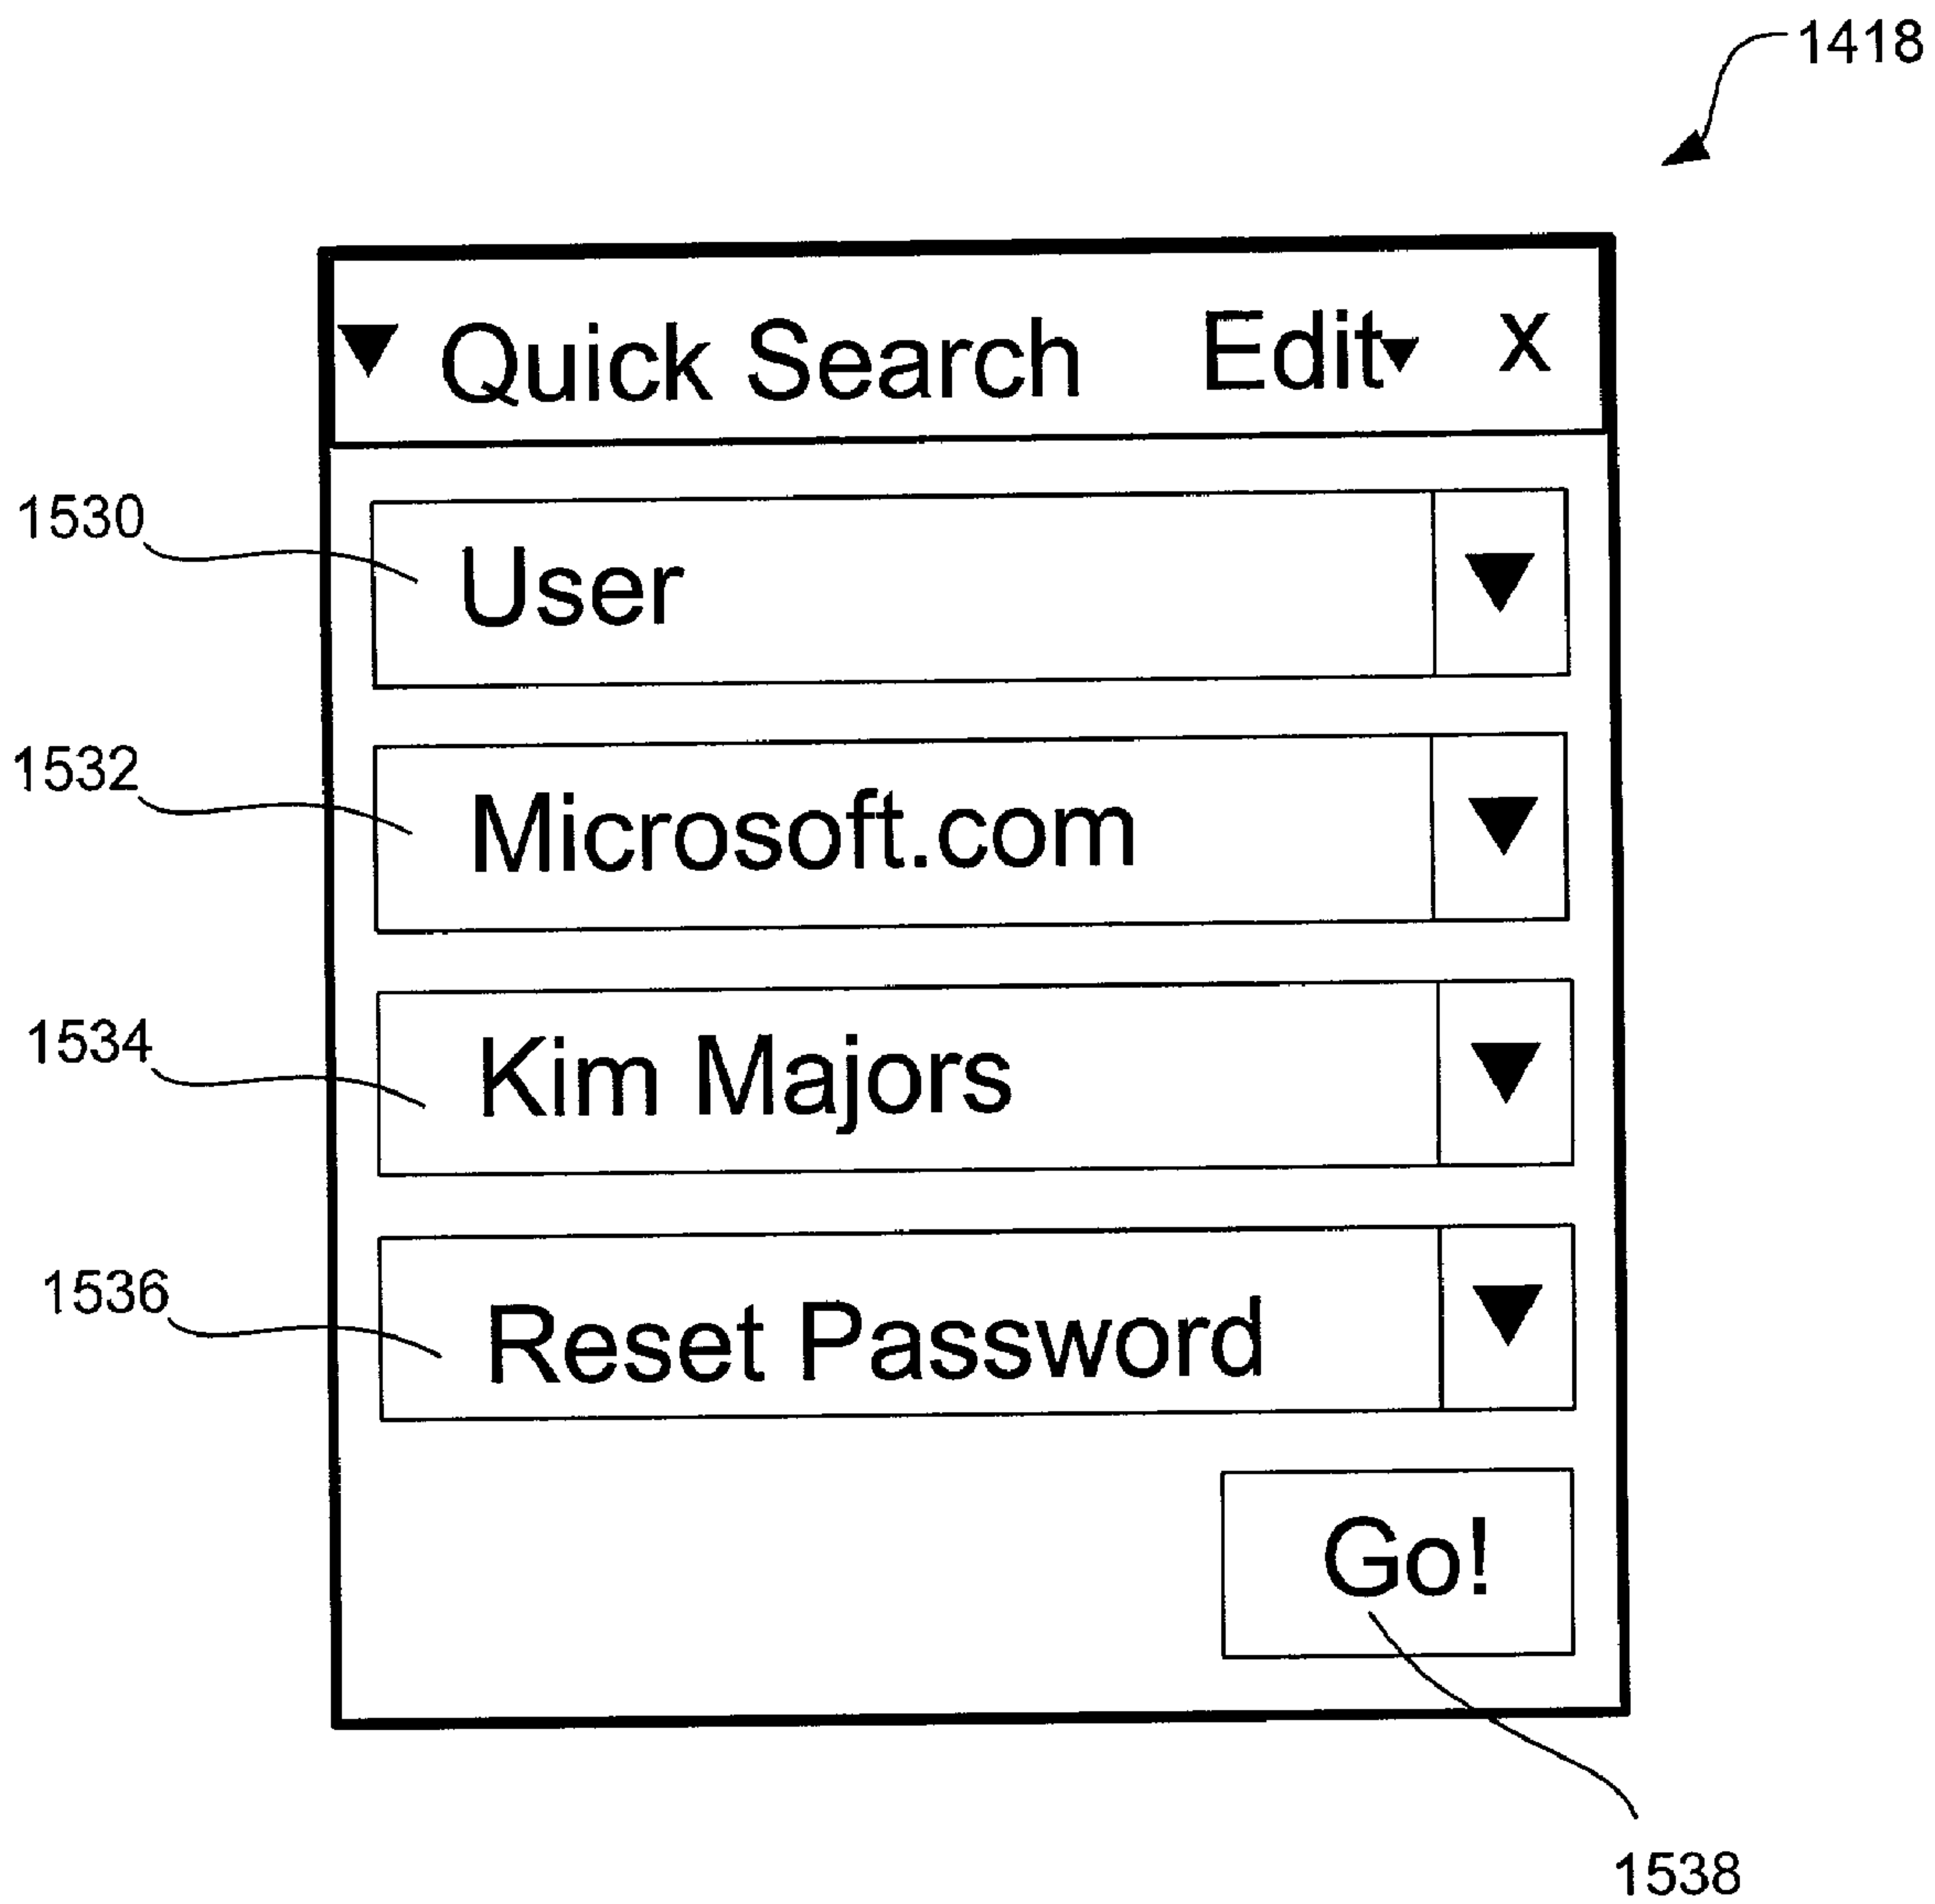 1418
Quick Search Edit x
1530
User
1532
Microsoft.com
1534
Kim Majors
1536
Reset Password
Go!
1538